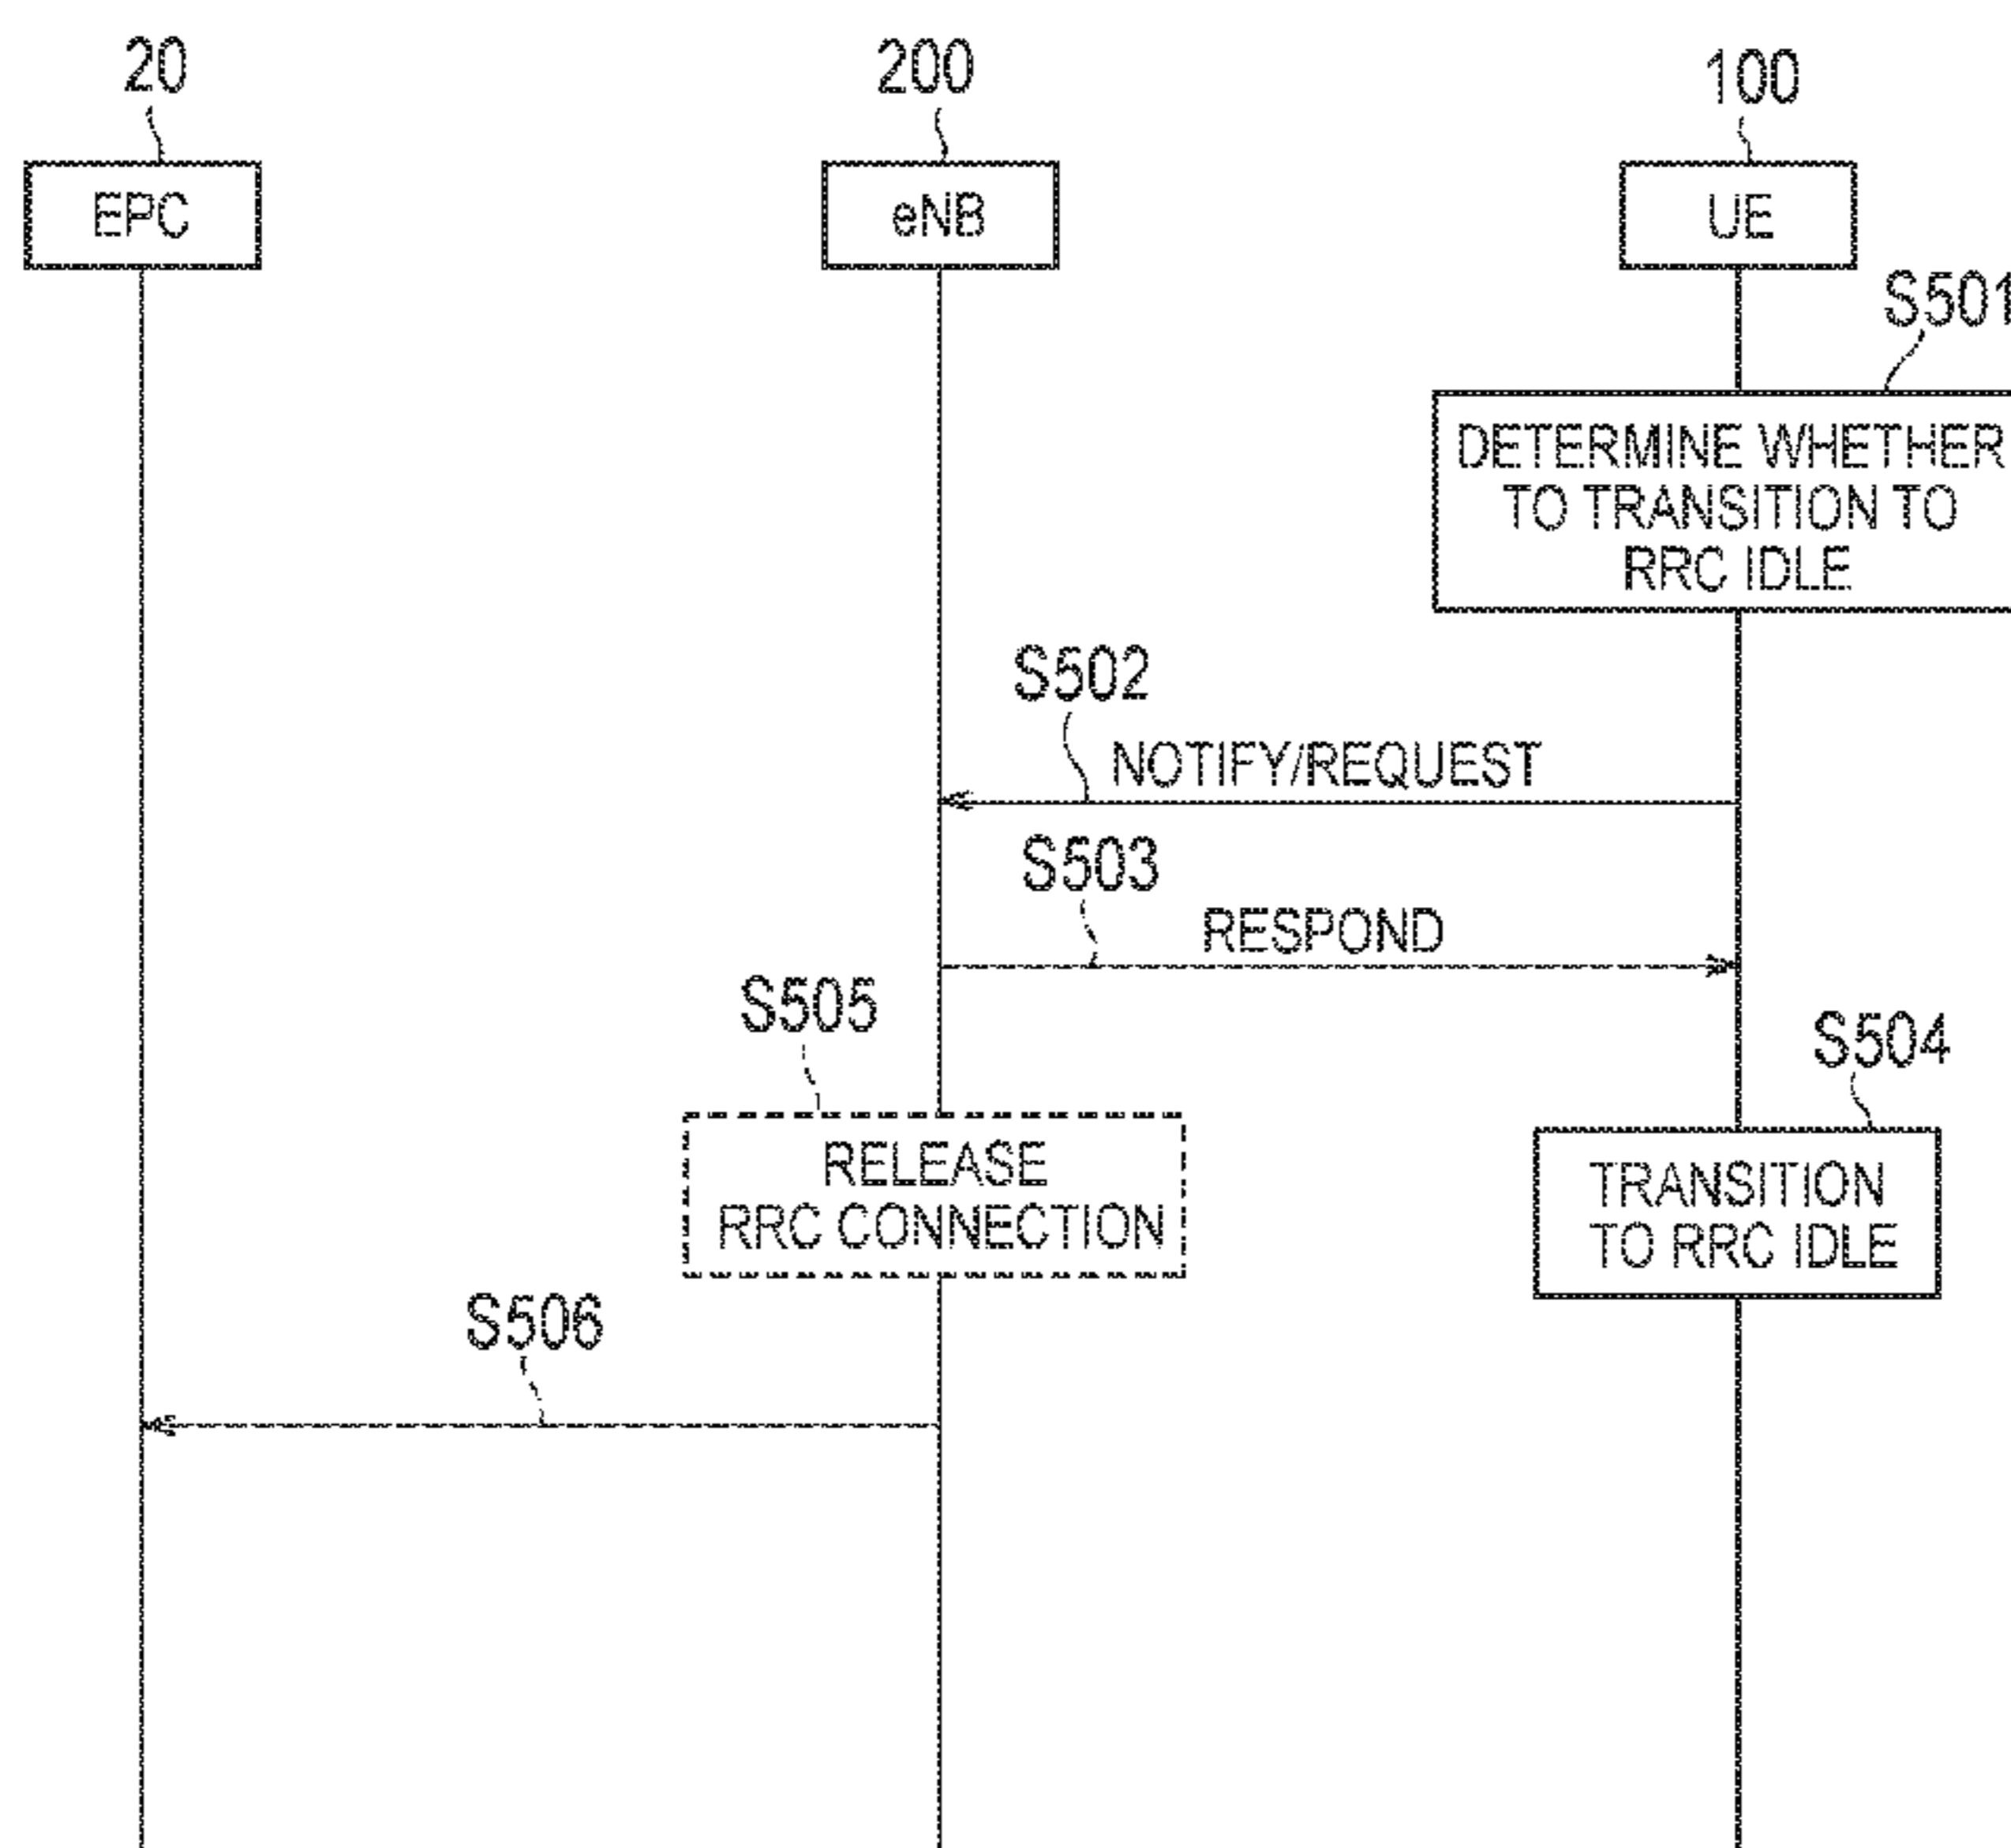 20
200
100
EPC
eNB
UE
S501
DETERMINE WHETHER
TO TRANSITION TO
RRC IDLE
S502
NOTIFY/REQUEST
S503
RESPOND
S505
S504
RELEASE
RRC CONNECTION
TRANSITION
TO RRC IDLE
S506